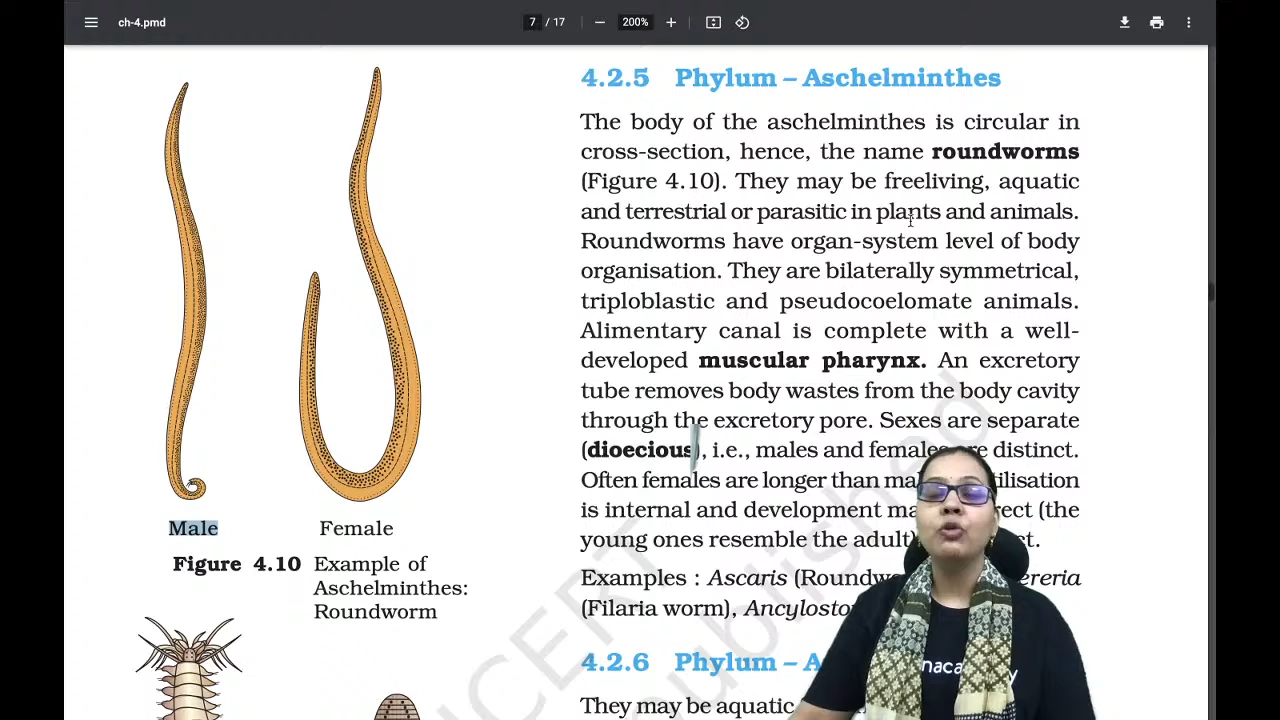 ch-4.pmd
7 / 17
200%
4.2.5 Phylum – Aschelminthes
The body of the aschelminthes is circular in
cross-section, hence, the name roundworms
(Figure 4.10). They may be freeliving, aquatic
and terrestrial or parasitic in plants and animals.
Roundworms have organ-system level of body
organisation. They are bilaterally symmetrical,
triploblastic and pseudocoelomate animals.
Alimentary canal is complete with a well-
developed muscular pharynx. An excretory
tube removes body wastes from the body cavity
through the excretory pore. Sexes are separate
(dioecious), i.e., males and females are distinct.
Often females are longer than
is internal and development
young ones resemble the adult)
Examples : Ascaris
(Filaria worm),
4.2.6 Phylum –
They may be aquatic
Male
Female
Figure 4.10 Example of
Aschelminthes:
Roundworm